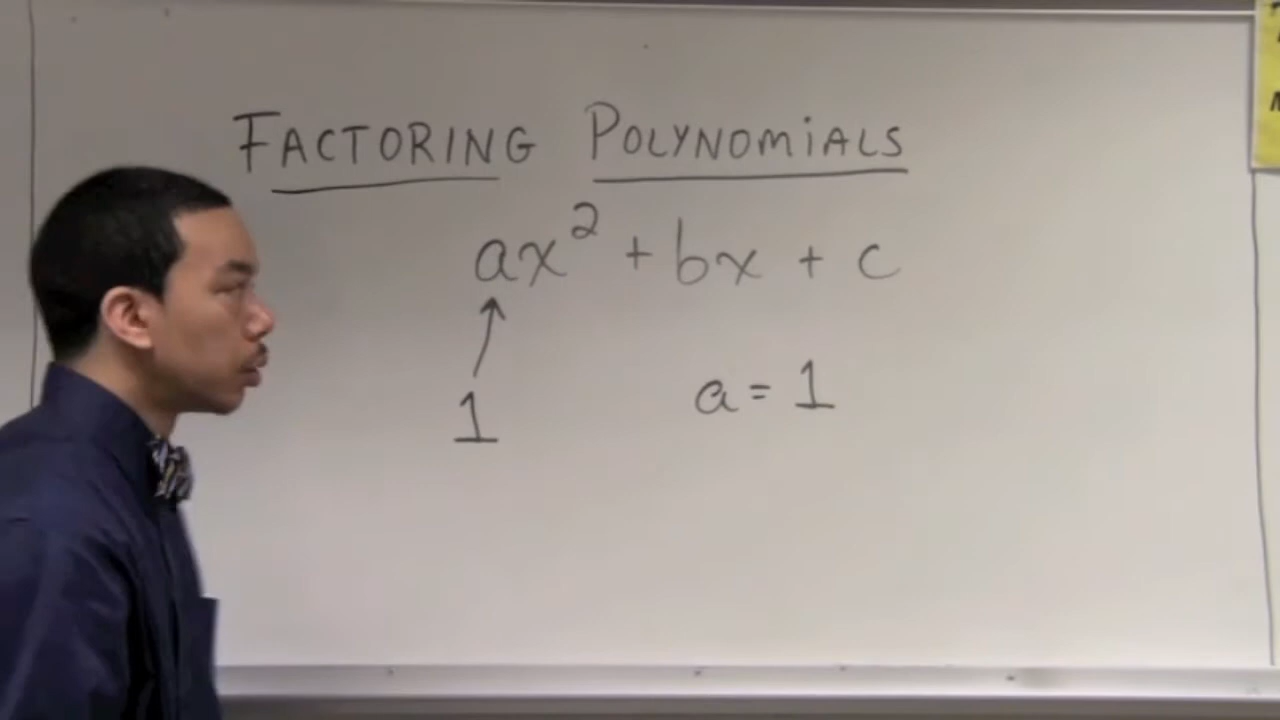 FACTORING POLYNOMIALS
ax² + bx + c
↑
1 a = 1